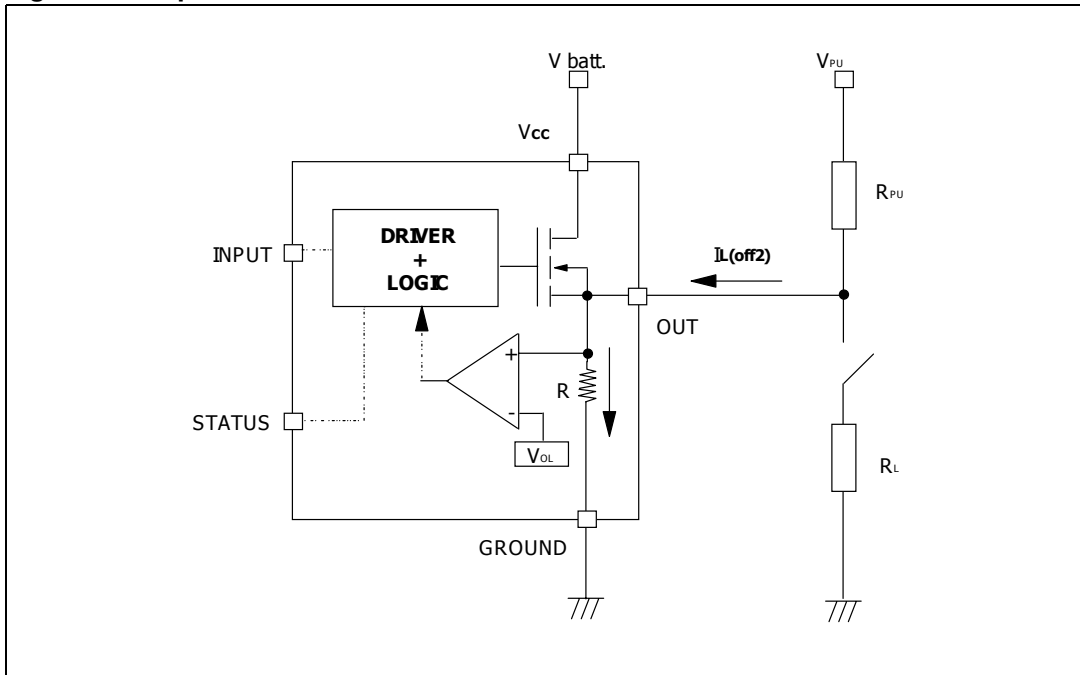 V batt.
VPU
Vcc
RPU
DRIVER
+
LOGIC
INPUT
IL(off2)
OUT
+
R
-
STATUS
VOL
RL
GROUND